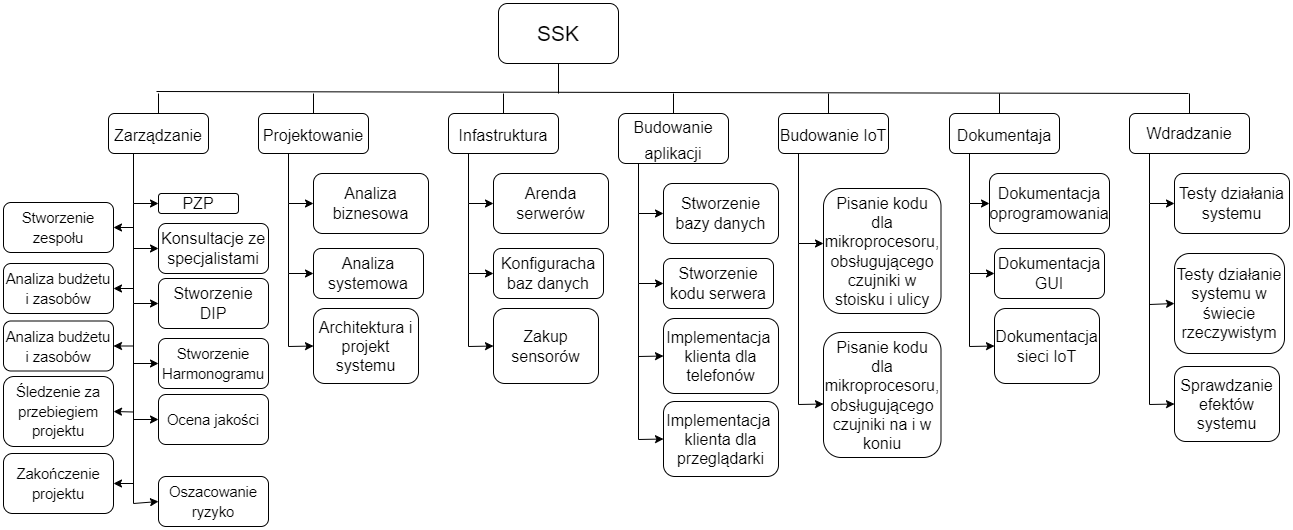 SSK
Zarządzanie
Projektowanie
Infastruktura
Budowanie
aplikacji
Budowanie IoT
Dokumentaja
Wdradzanie
Stworzenie
zespołu
Analiza budżetu
i zasobów
Analiza budżetu
i zasobów
Śledzenie za
przebiegiem
projektu
Zakończenie
projektu
PZP
Konsultacje ze
specjalistami
Stworzenie
DIP
Stworzenie
Harmonogramu
Ocena jakości
Oszacowanie
ryzyko
Analiza
biznesowa
Analiza
systemowa
Architektura i
projekt
systemu
Arenda
serwerów
Konfiguracha
baz danych
Zakup
sensorów
Stworzenie
bazy danych
Stworzenie
kodu serwera
Implementacja
klienta dla
telefonów
Implementacja
klienta dla
przeglądarki
Pisanie kodu
dla
mikroprocesoru,
obsługującego
czujniki w
stoisku i ulicy
Pisanie kodu
dla
mikroprocesoru,
obsługującego
czujniki na i w
koniu
Dokumentacja
oprogramowania
Dokumentacja
GUI
Dokumentacja
sieci IoT
Testy działania
systemu
Testy działanie
systemu w
świecie
rzeczywistym
Sprawdzanie
efektów
systemu